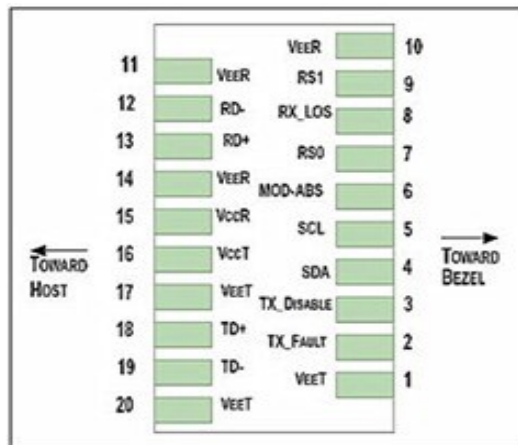 11 VEER
12 RD-
13 RD+
14 VEER
15 VccR
16 VccT
17 VEET
18 TD+
19 TD-
20 VEET
VEER 10
RS1 9
RX_LOS 8
RS0 7
MOD-ABS 6
SCL 5
SDA 4
TX_DISABLE 3
TX_FAULT 2
VEET 1
TOWARD
HOST
TOWARD
BEZEL